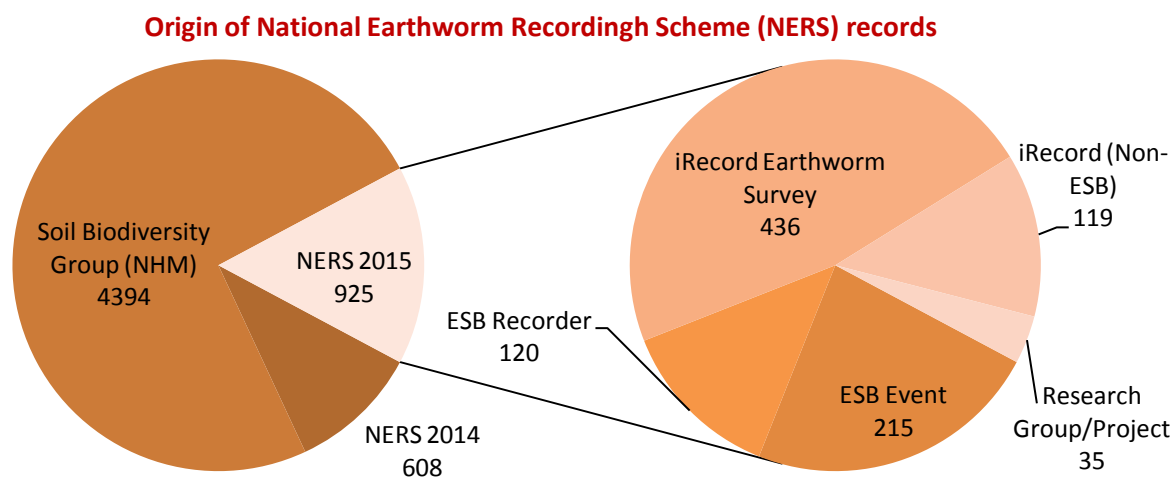 Origin of National Earthworm Recordingh Scheme (NERS) records
Soil Biodiversity
Group (NHM)
4394
NERS 2015
925
NERS 2014
608
iRecord Earthworm
Survey
436
iRecord (Non-
ESB)
119
ESB Recorder
120
ESB Event
215
Research
Group/Project
35